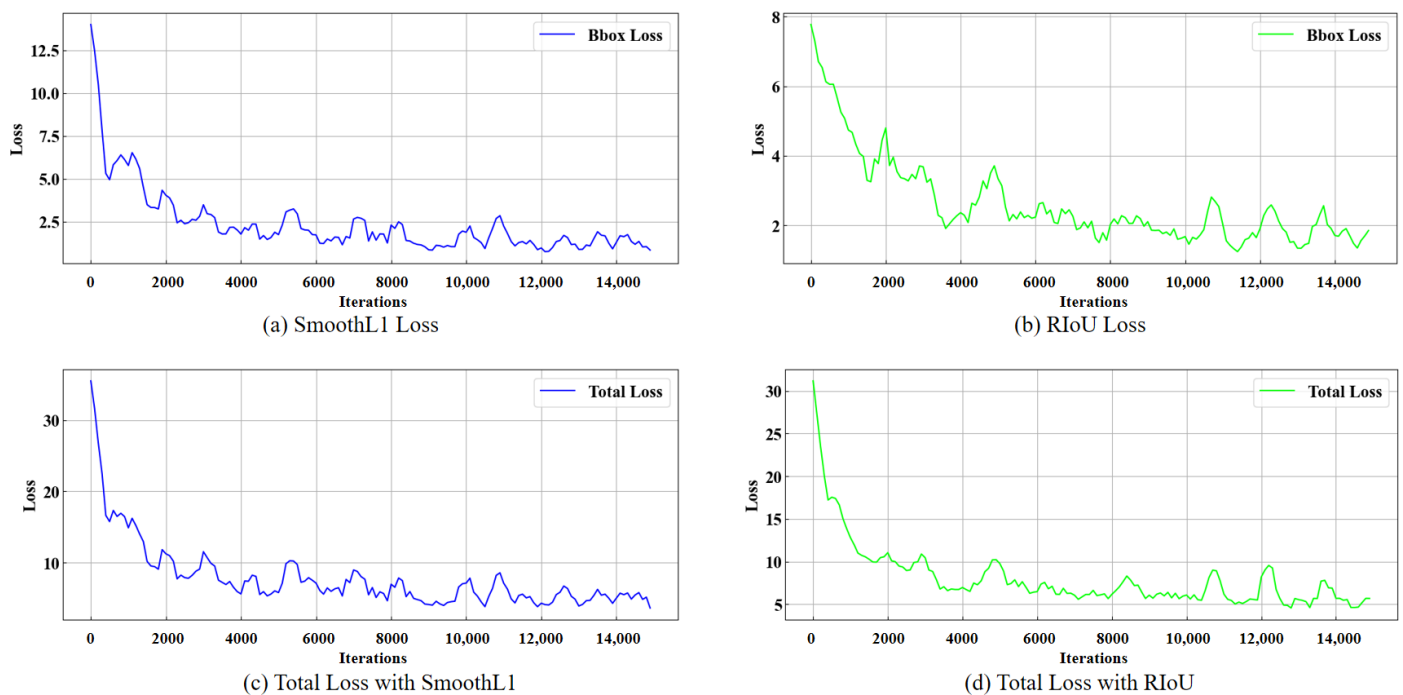 Bbox Loss
12.5
10.0
7.5
5.0
2.5
Loss
0 2000 4000 6000 8000 10,000 12,000 14,000
Iterations
(a) SmoothL1 Loss
Bbox Loss
8
6
4
2
Loss
0 2000 4000 6000 8000 10,000 12,000 14,000
Iterations
(b) RIoU Loss
Total Loss
30
20
10
Loss
0 2000 4000 6000 8000 10,000 12,000 14,000
Iterations
(c) Total Loss with SmoothL1
Total Loss
30
25
20
15
10
5
Loss
0 2000 4000 6000 8000 10,000 12,000 14,000
Iterations
(d) Total Loss with RIoU